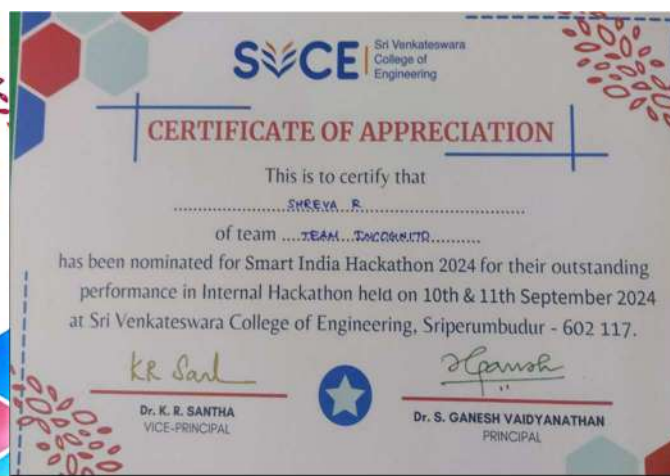 SVCE
Sri Venkateswara
College of
Engineering
CERTIFICATE OF APPRECIATION
This is to certify that
SHREYA R
of team TEAM INCOGNITO
has been nominated for Smart India Hackathon 2024 for their outstanding
performance in Internal Hackathon held on 10th & 11th September 2024
at Sri Venkateswara College of Engineering, Sriperumbudur - 602 117.
Dr. K. R. SANTHA
VICE-PRINCIPAL
Dr. S. GANESH VAIDYANATHAN
PRINCIPAL